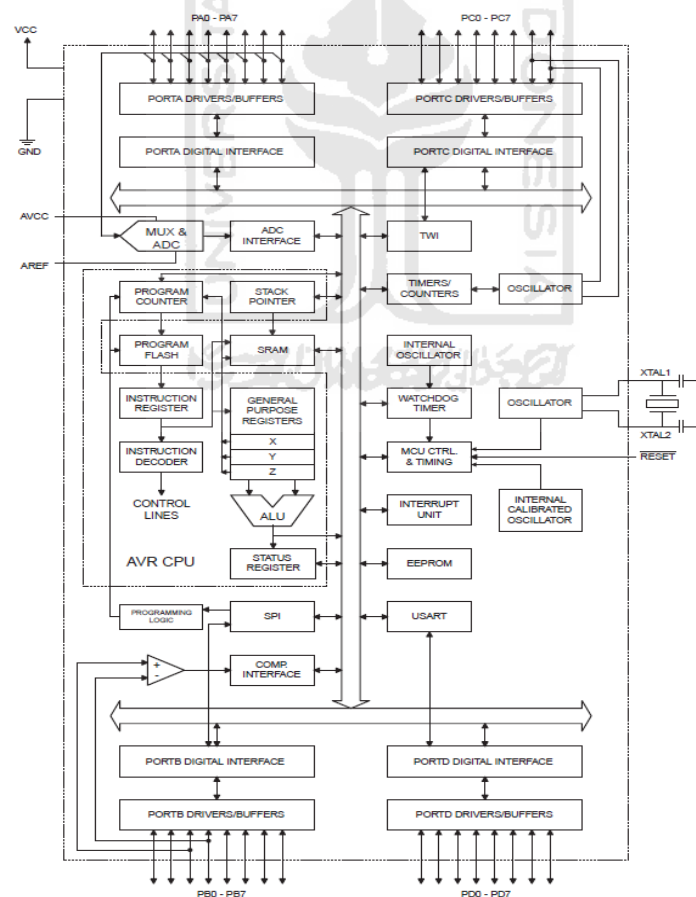 PA0 - PA7
PC0 - PC7
VCC
PORTA DRIVERS/BUFFERS
PORTC DRIVERS/BUFFERS
GND
PORTA DIGITAL INTERFACE
PORTC DIGITAL INTERFACE
AVCC
MUX &
ADC
ADC
INTERFACE
TWI
AREF
PROGRAM
COUNTER
STACK
POINTER
TIMERS/
COUNTERS
OSCILLATOR
PROGRAM
FLASH
SRAM
INTERNAL
OSCILLATOR
XTAL1
INSTRUCTION
REGISTER
GENERAL
PURPOSE
REGISTERS
WATCHDOG
TIMER
OSCILLATOR
XTAL2
X
Y
Z
INSTRUCTION
DECODER
MCU CTRL.
& TIMING
RESET
CONTROL
LINES
ALU
INTERRUPT
UNIT
INTERNAL
CALIBRATED
OSCILLATOR
AVR CPU
STATUS
REGISTER
EEPROM
PROGRAMMING
LOGIC
SPI
USART
+
-
COMP.
INTERFACE
PORTB DIGITAL INTERFACE
PORTD DIGITAL INTERFACE
PORTB DRIVERS/BUFFERS
PORTD DRIVERS/BUFFERS
PB0 - PB7
PD0 - PD7